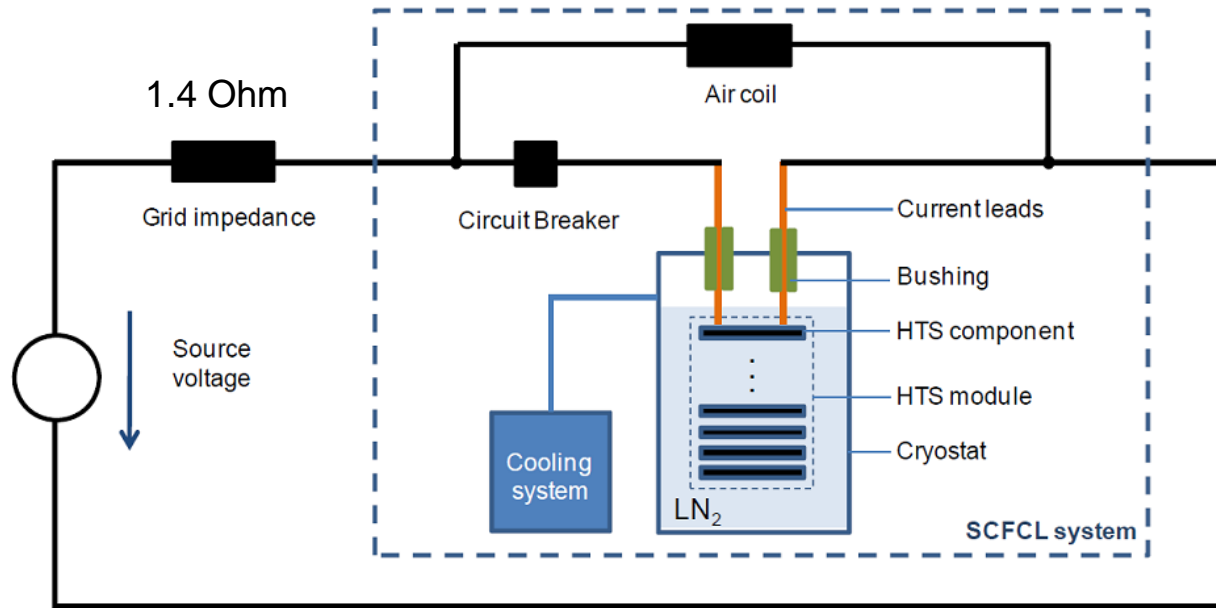 Air coil
1.4 Ohm
Grid impedance
Circuit Breaker
Current leads
Bushing
HTS component
HTS module
Cryostat
Source
voltage
Cooling
system
LN₂
SCFCL system